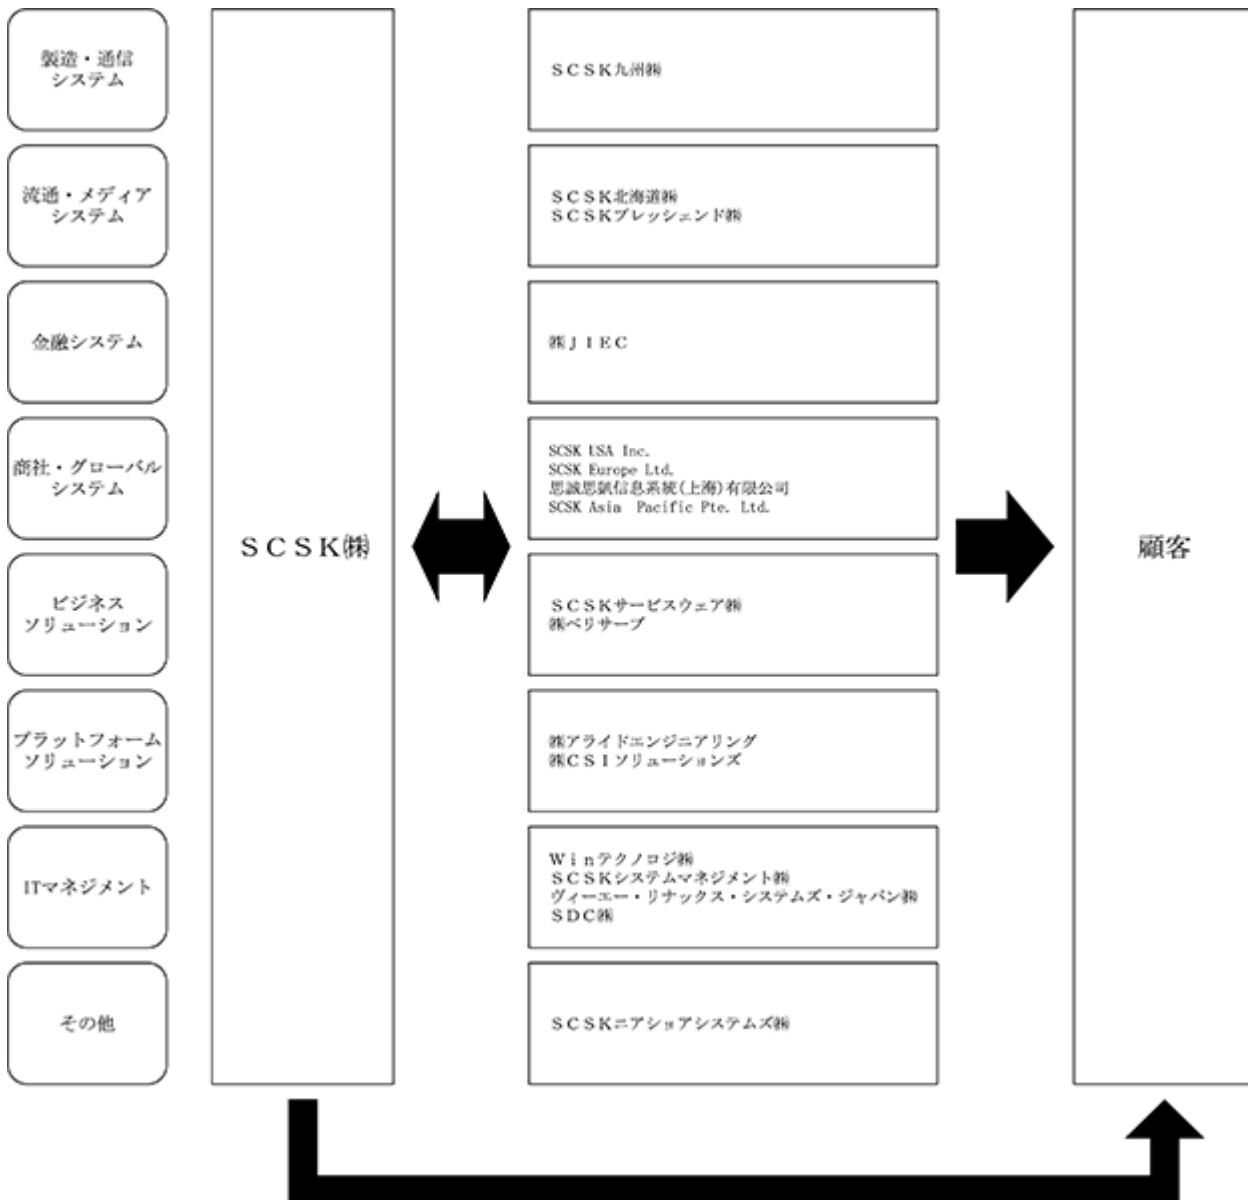 製造・通信
システム
SCSK九州㈱
流通・メディア
システム
SCSK北海道㈱
SCSKプレッシェンド㈱
金融システム
㈱JIEC
商社・グローバル
システム
SCSK USA Inc.
SCSK Europe Ltd.
思誠思凱信息系統(上海)有限公司
SCSK Asia Pacific Pte. Ltd.
SCSK㈱
顧客
ビジネス
ソリューション
SCSKサービスウェア㈱
㈱ベリサーブ
プラットフォーム
ソリューション
㈱アライドエンジニアリング
㈱CSIソリューションズ
ITマネジメント
Winテクノロジ㈱
SCSKシステムマネジメント㈱
ヴィーエー・リナックス・システムズ・ジャパン㈱
SDC㈱
その他
SCSKニアショアシステムズ㈱